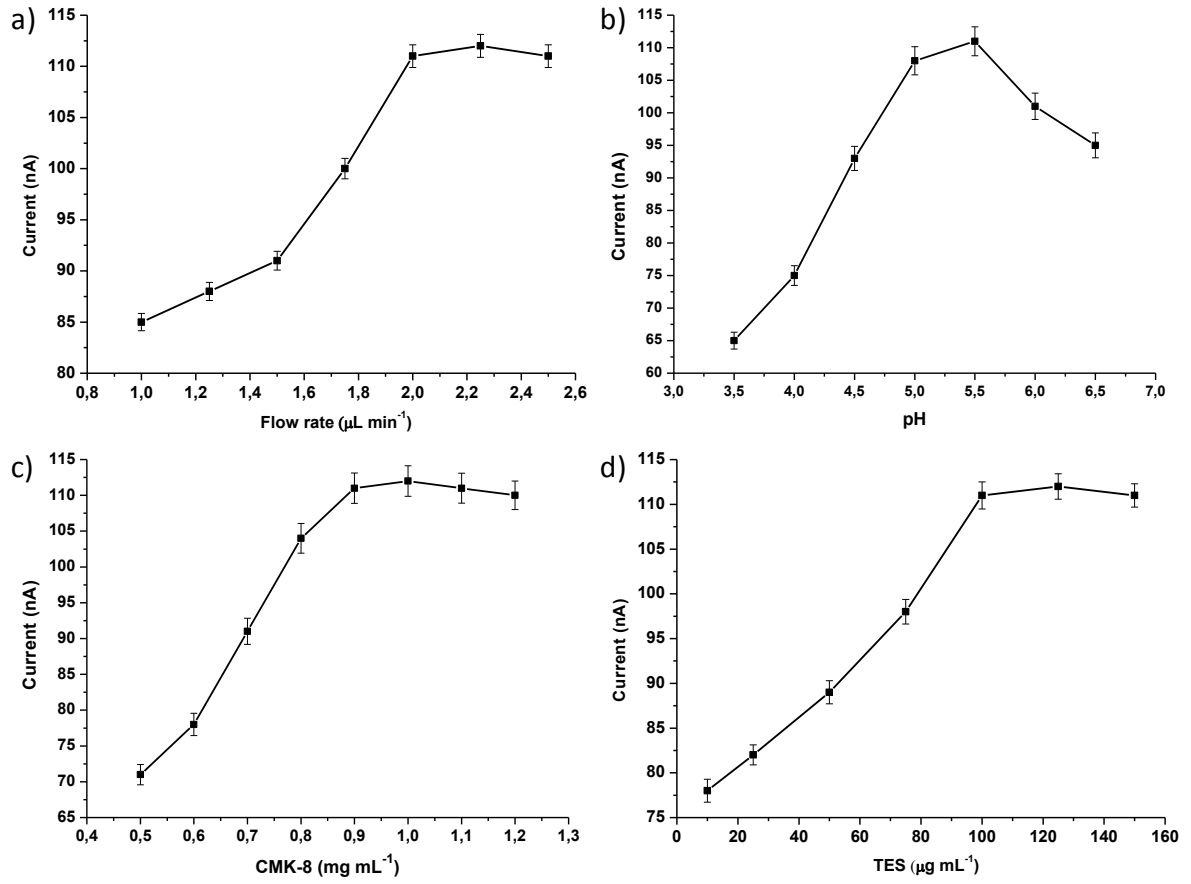 a)
115
110
105
100
95
90
85
80
Current (nA)
0,8 1,0 1,2 1,4 1,6 1,8 2,0 2,2 2,4 2,6
Flow rate (μL min⁻¹)
b)
115
110
105
100
95
90
85
80
75
70
65
60
Current (nA)
3,0 3,5 4,0 4,5 5,0 5,5 6,0 6,5 7,0
pH
c)
115
110
105
100
95
90
85
80
75
70
65
Current (nA)
0,4 0,5 0,6 0,7 0,8 0,9 1,0 1,1 1,2 1,3
CMK-8 (mg mL⁻¹)
d)
115
110
105
100
95
90
85
80
75
Current (nA)
0 20 40 60 80 100 120 140 160
TES (μg mL⁻¹)